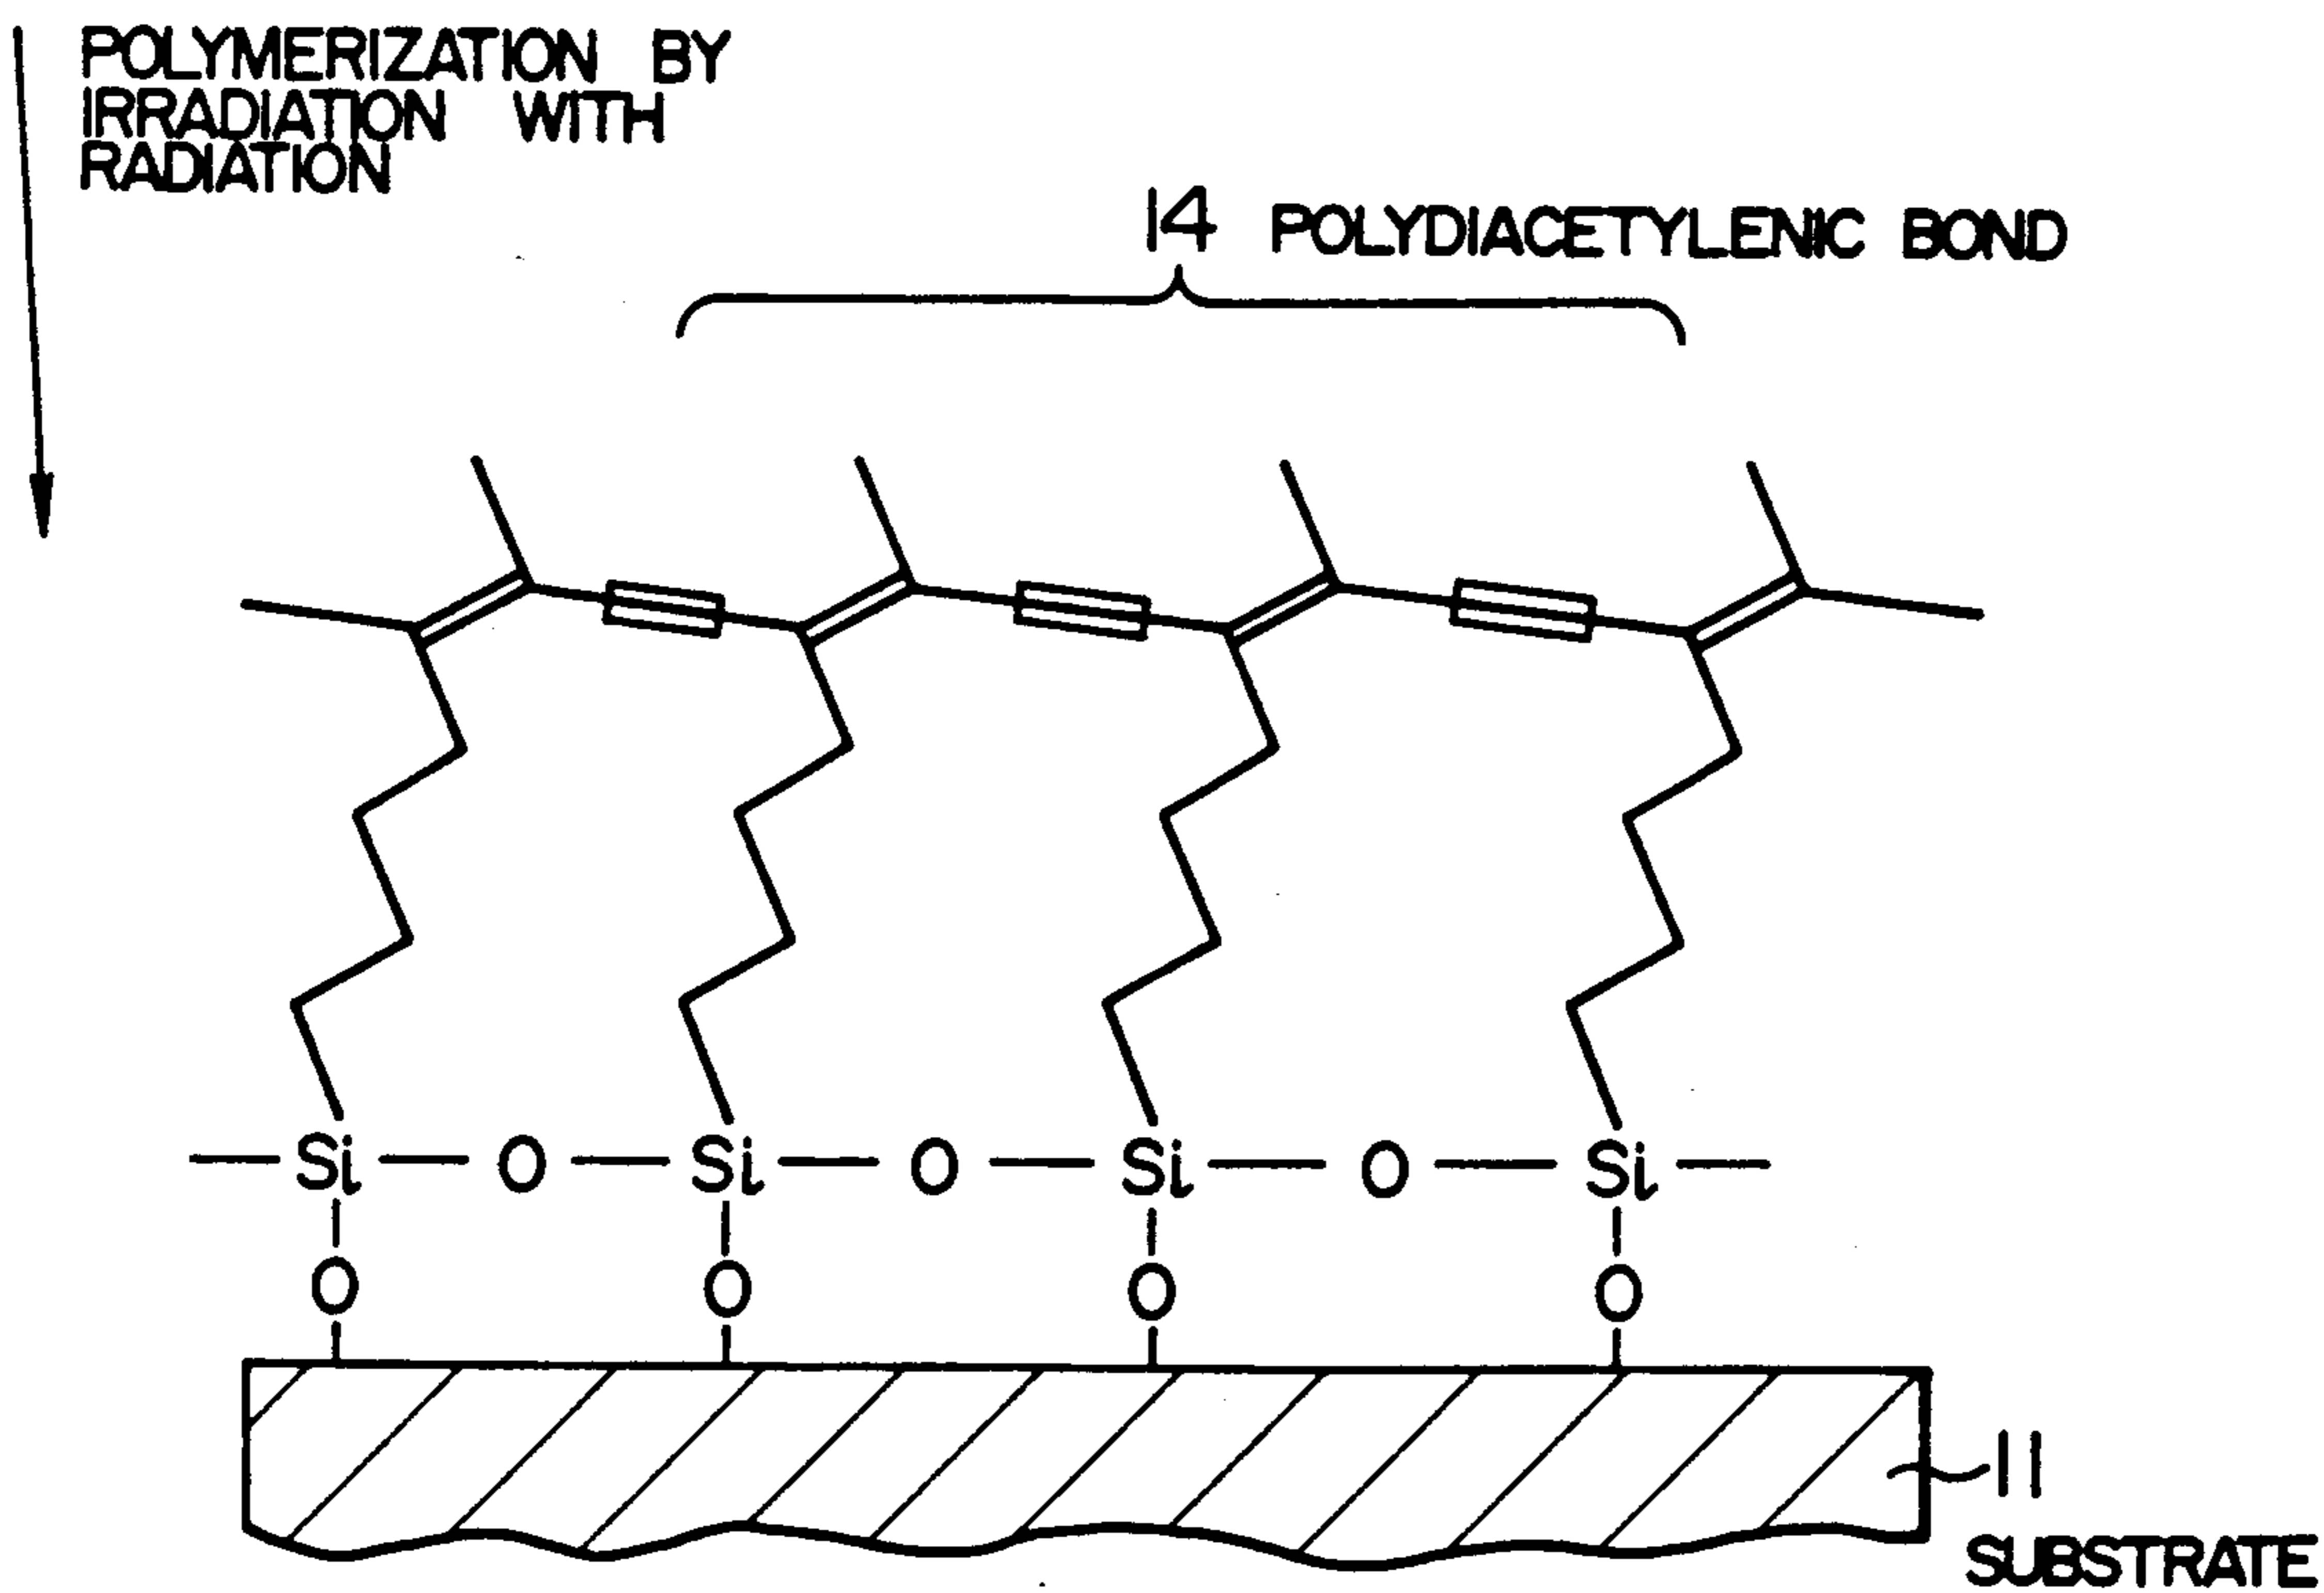 POLYMERIZATION BY
IRRADIATION WITH
RADIATION
14 POLYDIACETYLENIC BOND
Si O Si O Si O Si
O O O O
11
SUBSTRATE